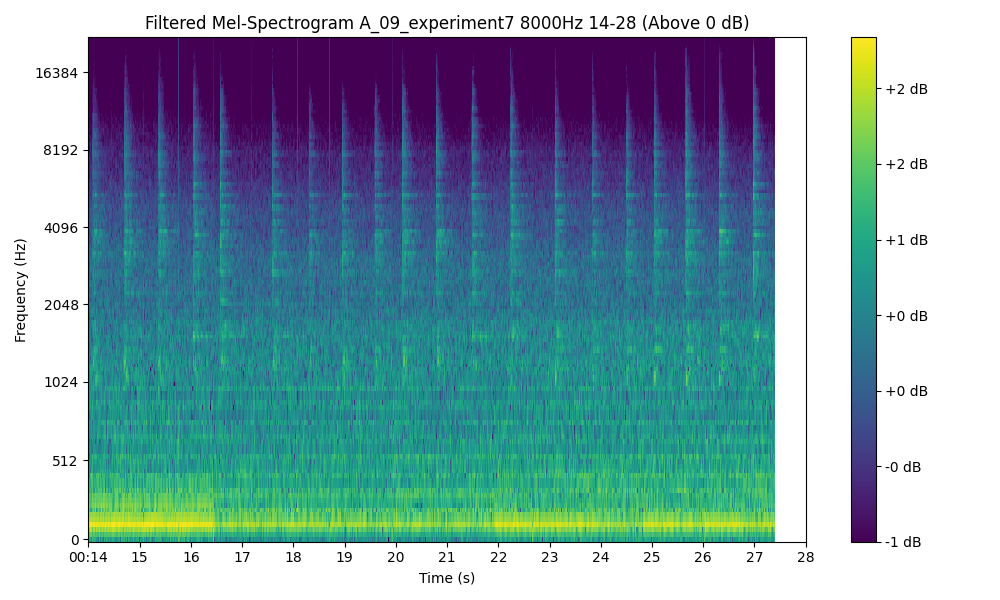 Filtered Mel-Spectrogram A_09_experiment7 8000Hz 14-28 (Above 0 dB)
Frequency (Hz)
16384
8192
4096
2048
1024
512
0
00:14 15 16 17 18 19 20 21 22 23 24 25 26 27 28
Time (s)
+2 dB
+2 dB
+1 dB
+0 dB
+0 dB
-0 dB
-1 dB